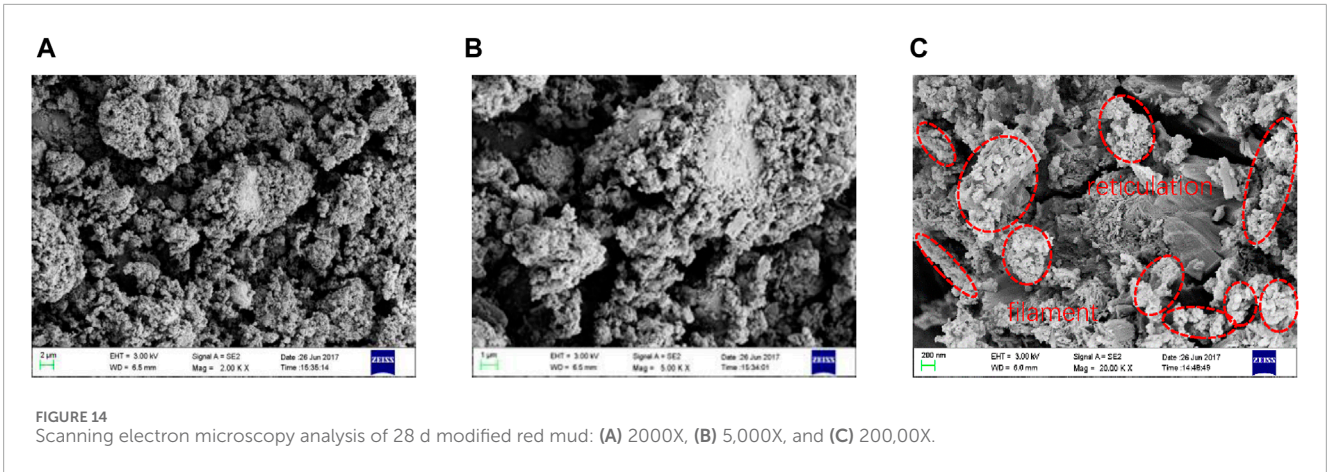 A
B
C
reticulation
filament
2 μm
EHT = 3.00 kV
Signal A = SE2
Date :26 Jun 2017
ZEISS
WD = 6.5 mm
Mag = 2.00 K X
Time :15:35:14
1 μm
EHT = 3.00 kV
Signal A = SE2
Date :26 Jun 2017
ZEISS
WD = 6.5 mm
Mag = 5.00 K X
Time :15:34:01
200 nm
EHT = 3.00 kV
Signal A = SE2
Date :26 Jun 2017
ZEISS
WD = 6.0 mm
Mag = 20.00 K X
Time :14:48:49
FIGURE 14
Scanning electron microscopy analysis of 28 d modified red mud: (A) 2000X, (B) 5,000X, and (C) 200,00X.